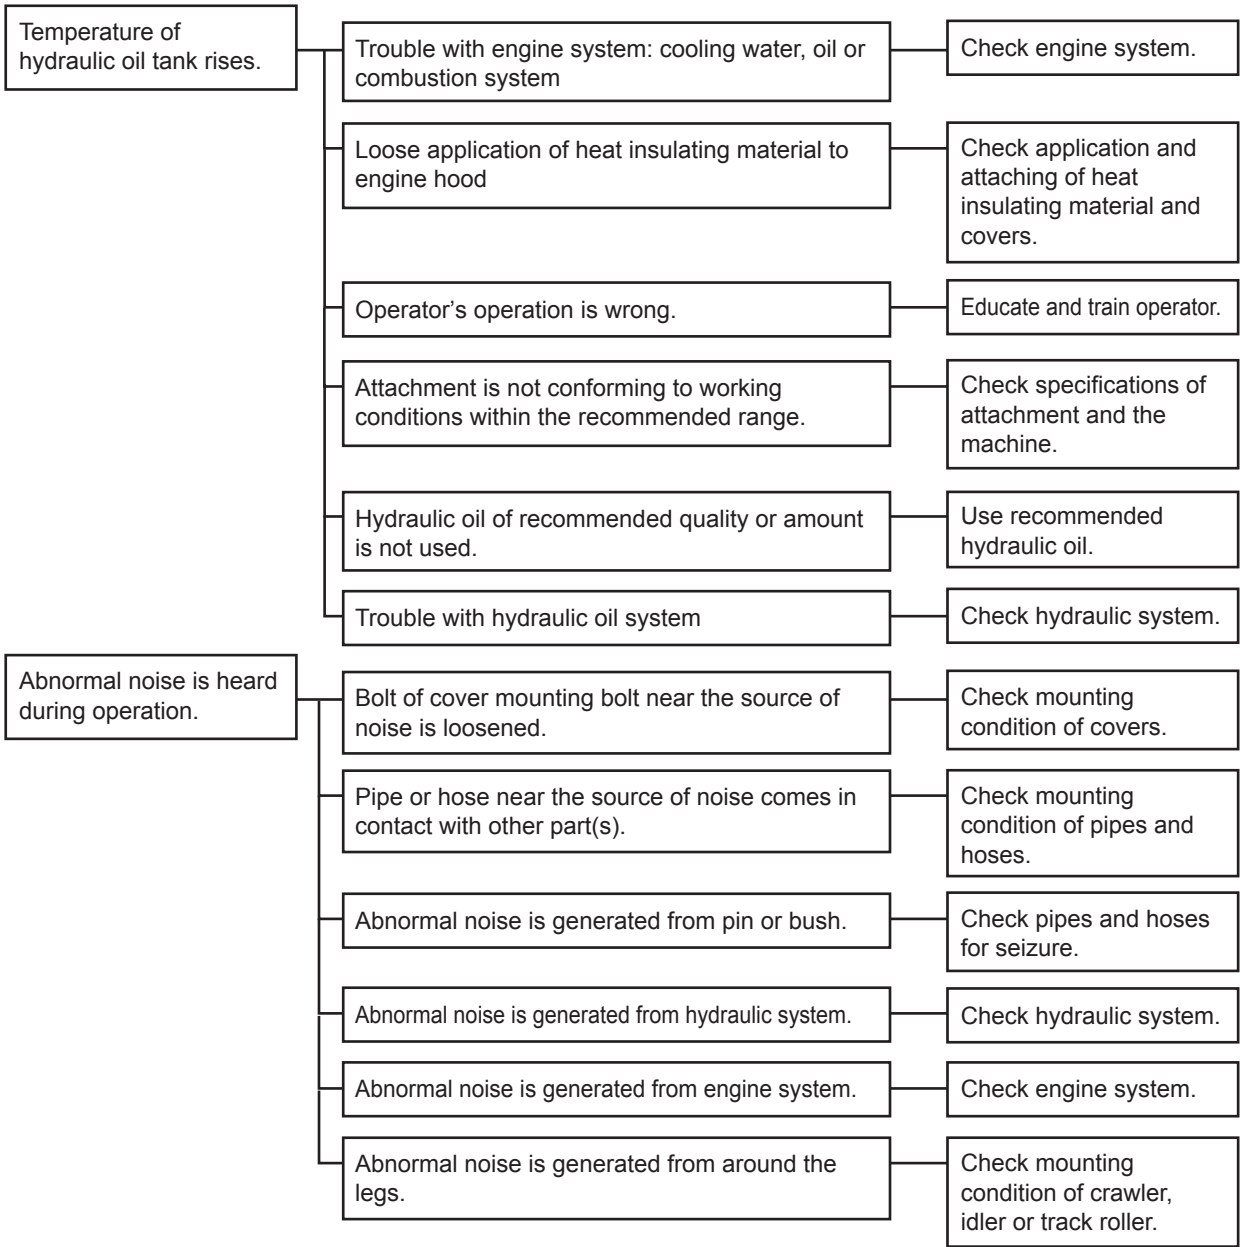 Temperature of
hydraulic oil tank rises.
Trouble with engine system: cooling water, oil or
combustion system
Check engine system.
Loose application of heat insulating material to
engine hood
Check application and
attaching of heat
insulating material and
covers.
Operator's operation is wrong.
Educate and train operator.
Attachment is not conforming to working
conditions within the recommended range.
Check specifications of
attachment and the
machine.
Hydraulic oil of recommended quality or amount
is not used.
Use recommended
hydraulic oil.
Trouble with hydraulic oil system
Check hydraulic system.
Abnormal noise is heard
during operation.
Bolt of cover mounting bolt near the source of
noise is loosened.
Check mounting
condition of covers.
Pipe or hose near the source of noise comes in
contact with other part(s).
Check mounting
condition of pipes and
hoses.
Abnormal noise is generated from pin or bush.
Check pipes and hoses
for seizure.
Abnormal noise is generated from hydraulic system.
Check hydraulic system.
Abnormal noise is generated from engine system.
Check engine system.
Abnormal noise is generated from around the
legs.
Check mounting
condition of crawler,
idler or track roller.